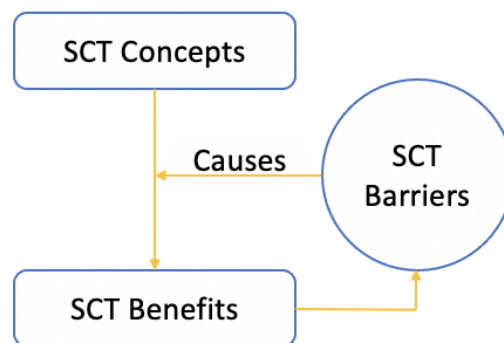 SCT Concepts
Causes
SCT
Barriers
SCT Benefits